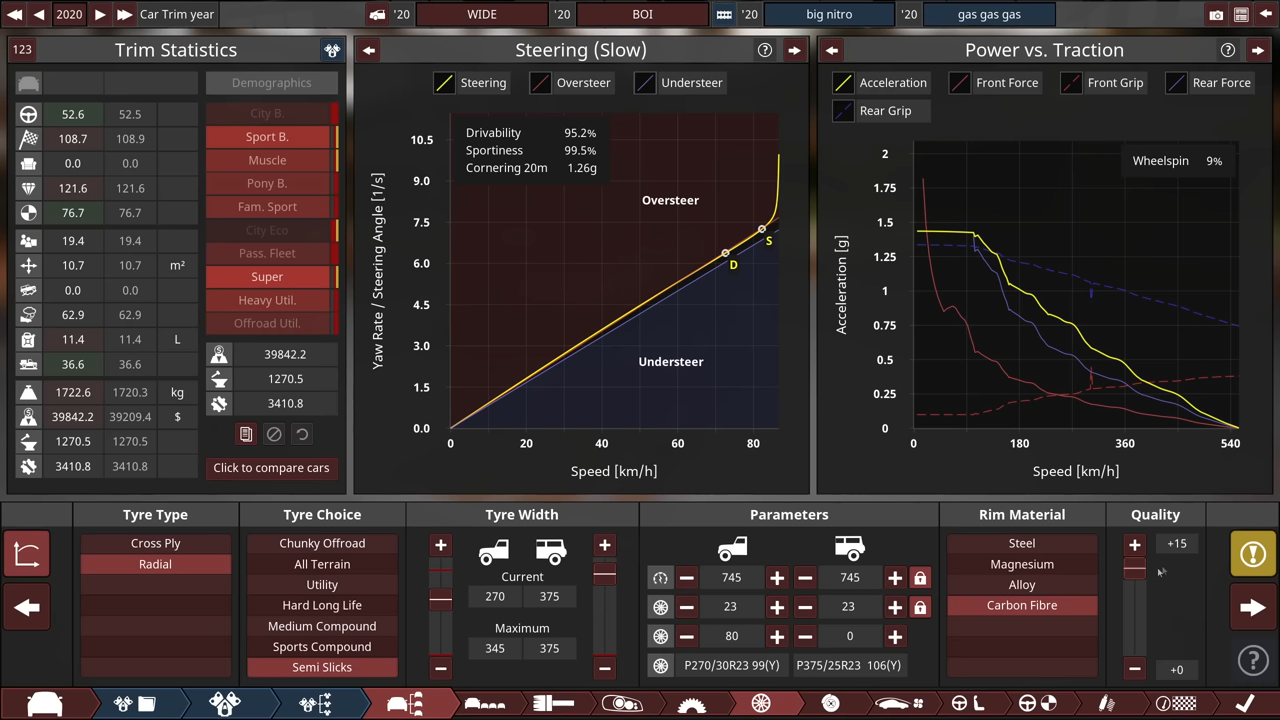 2020
Car Trim year
'20
WIDE
'20
BOI
'20
big nitro
'20
gas gas gas
123
Trim Statistics
Demographics
52.6 52.5
108.7 108.9
0.0 0.0
121.6 121.6
76.7 76.7
19.4 19.4
10.7 10.7 m²
0.0 0.0
62.9 62.9
11.4 11.4 L
36.6 36.6
1722.6 1720.3 kg
39842.2 39209.4 $
1270.5 1270.5
3410.8 3410.8
City B.
Sport B.
Muscle
Pony B.
Fam. Sport
City Eco
Pass. Fleet
Super
Heavy Util.
Offroad Util.
39842.2
1270.5
3410.8
Click to compare cars
Steering (Slow)
?
Steering
Oversteer
Understeer
Drivability 95.2%
Sportiness 99.5%
Cornering 20m 1.26g
Oversteer
Understeer
D
S
Yaw Rate / Steering Angle [1/s]
10.5
9.0
7.5
6.0
4.5
3.0
1.5
0.0
0 20 40 60 80
Speed [km/h]
Power vs. Traction
?
Acceleration
Front Force
Front Grip
Rear Force
Rear Grip
Wheelspin 9%
Acceleration [g]
2
1.75
1.5
1.25
1
0.75
0.5
0.25
0
0 180 360 540
Speed [km/h]
Tyre Type
Cross Ply
Radial
Tyre Choice
Chunky Offroad
All Terrain
Utility
Hard Long Life
Medium Compound
Sports Compound
Semi Slicks
Tyre Width
Current
270 375
Maximum
345 375
Parameters
745 745
23 23
80 0
P270/30R23 99(Y) P375/25R23 106(Y)
Rim Material
Steel
Magnesium
Alloy
Carbon Fibre
Quality
+15
+0
?